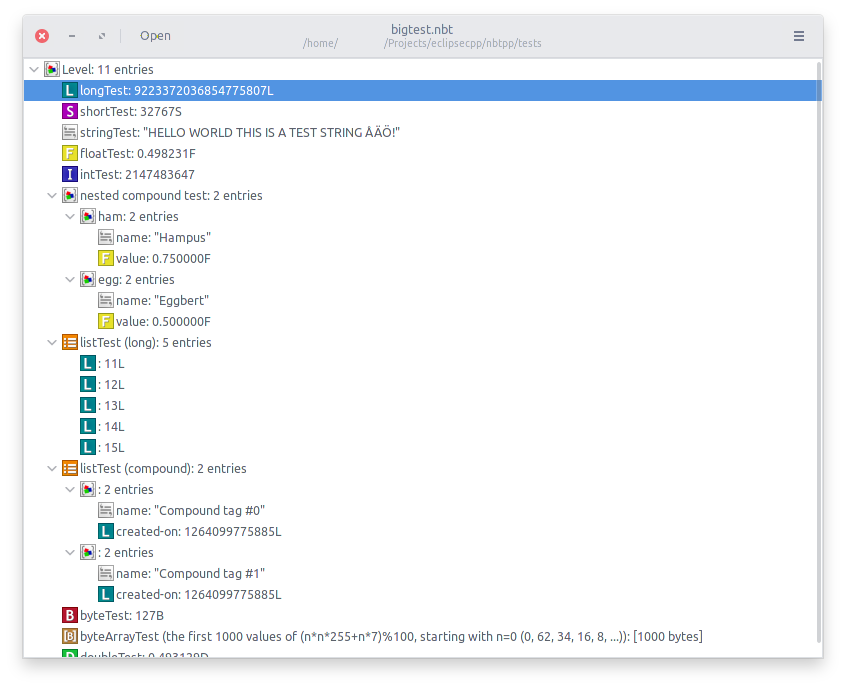 bigtest.nbt
Open
/home/ /Projects/eclipsecpp/nbtpp/tests
Level: 11 entries
L longTest: 9223372036854775807L
S shortTest: 32767S
stringTest: "HELLO WORLD THIS IS A TEST STRING ÅÄÖ!"
F floatTest: 0.498231F
I intTest: 2147483647
nested compound test: 2 entries
ham: 2 entries
name: "Hampus"
F value: 0.750000F
egg: 2 entries
name: "Eggbert"
F value: 0.500000F
listTest (long): 5 entries
L : 11L
L : 12L
L : 13L
L : 14L
L : 15L
listTest (compound): 2 entries
: 2 entries
name: "Compound tag #0"
L created-on: 1264099775885L
: 2 entries
name: "Compound tag #1"
L created-on: 1264099775885L
B byteTest: 127B
[B] byteArrayTest (the first 1000 values of (n*n*255+n*7)%100, starting with n=0 (0, 62, 34, 16, 8, ...)): [1000 bytes]
D doubleTest: 0.493129D